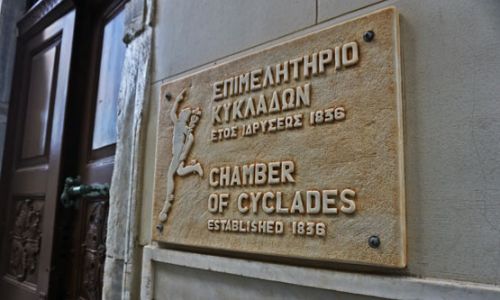 ΕΠΙΜΕΛΗΤΗΡΙΟ
ΚΥΚΛΑΔΩΝ
ΕΤΟΣ ΙΔΡΥΣΕΩΣ 1836
CHAMBER
OF CYCLADES
ESTABLISHED 1836